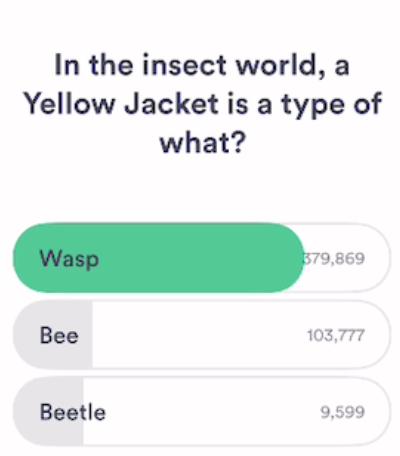 In the insect world, a
Yellow Jacket is a type of
what?
Wasp 379,869
Bee 103,777
Beetle 9,599